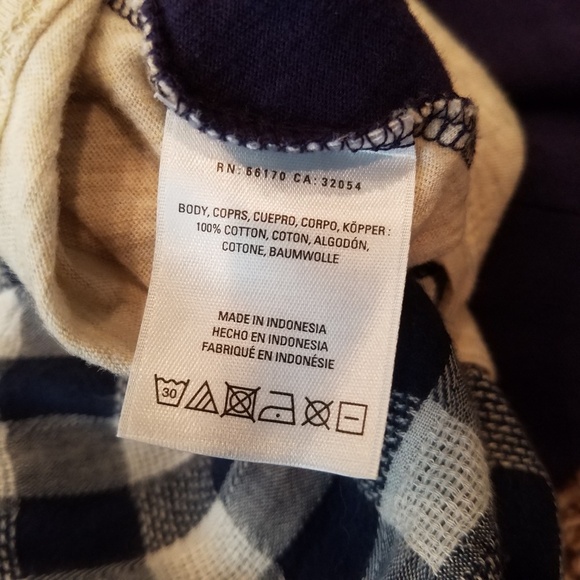 RN: 66170 CA: 32054
BODY, COPRS, CUEPRO, CORPO, KÖPPER :
100% COTTON, COTON, ALGODÓN,
COTONE, BAUMWOLLE
MADE IN INDONESIA
HECHO EN INDONESIA
FABRIQUÉ EN INDONÉSIE
30